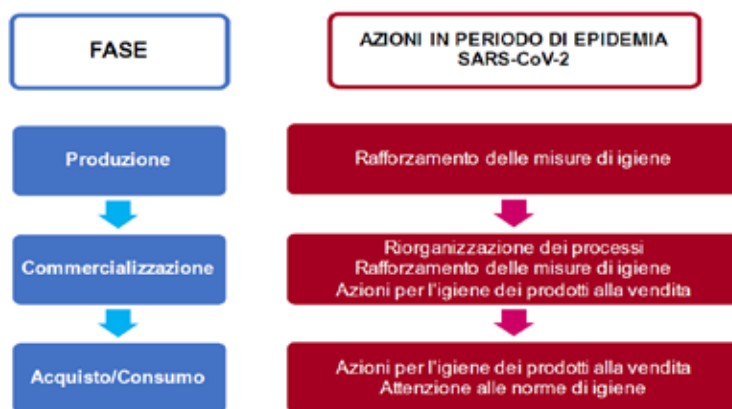 FASE
AZIONI IN PERIODO DI EPIDEMIA
SARS-CoV-2
Produzione
Rafforzamento delle misure di igiene
Commercializzazione
Riorganizzazione dei processi
Rafforzamento delle misure di igiene
Azioni per l'igiene dei prodotti alla vendita
Acquisto/Consumo
Azioni per l'igiene dei prodotti alla vendita
Attenzione alle norme di igiene